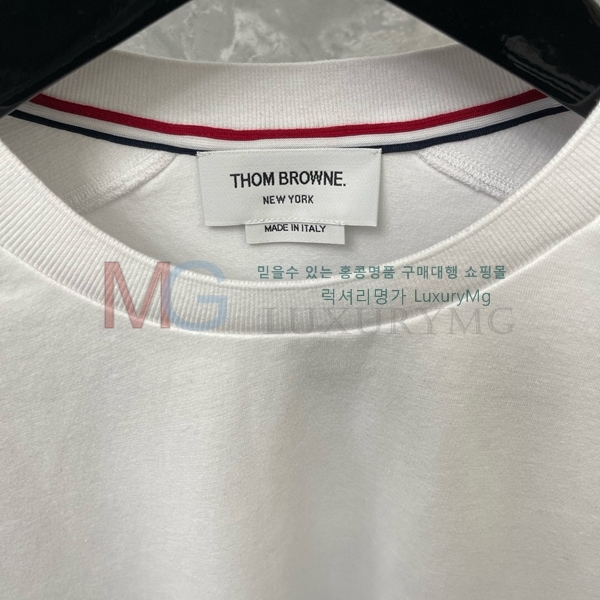 THOM BROWNE.
NEW YORK
MADE IN ITALY
믿을수 있는 홍콩명품 구매대행 쇼핑몰
MG 럭셔리명가 LuxuryMg
LUXURYMG